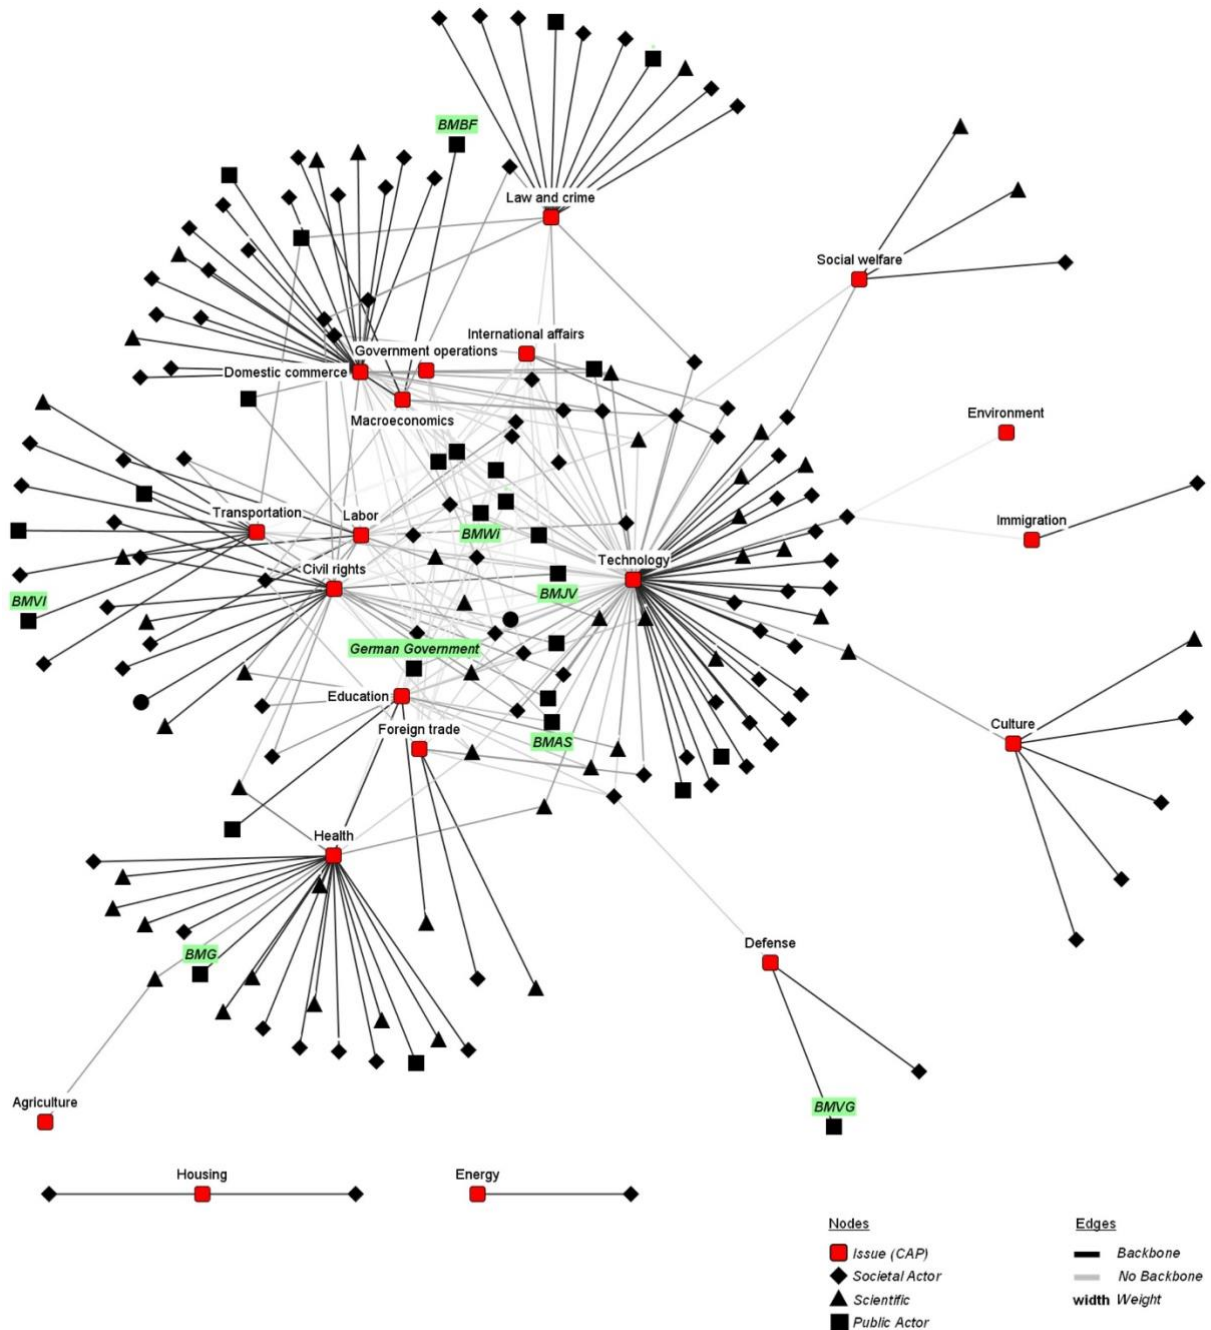 BMBF
Law and crime
Social welfare
International affairs
Government operations
Domestic commerce
Macroeconomics
Environment
Transportation
Labor
Immigration
BMWi
Technology
Civil rights
BMVI
BMJV
German Government
Education
Foreign trade
Culture
BMAS
Health
Defense
BMG
Agriculture
BMVG
Housing
Energy
Nodes
Edges
Issue (CAP)
Backbone
Societal Actor
No Backbone
Scientific
width Weight
Public Actor